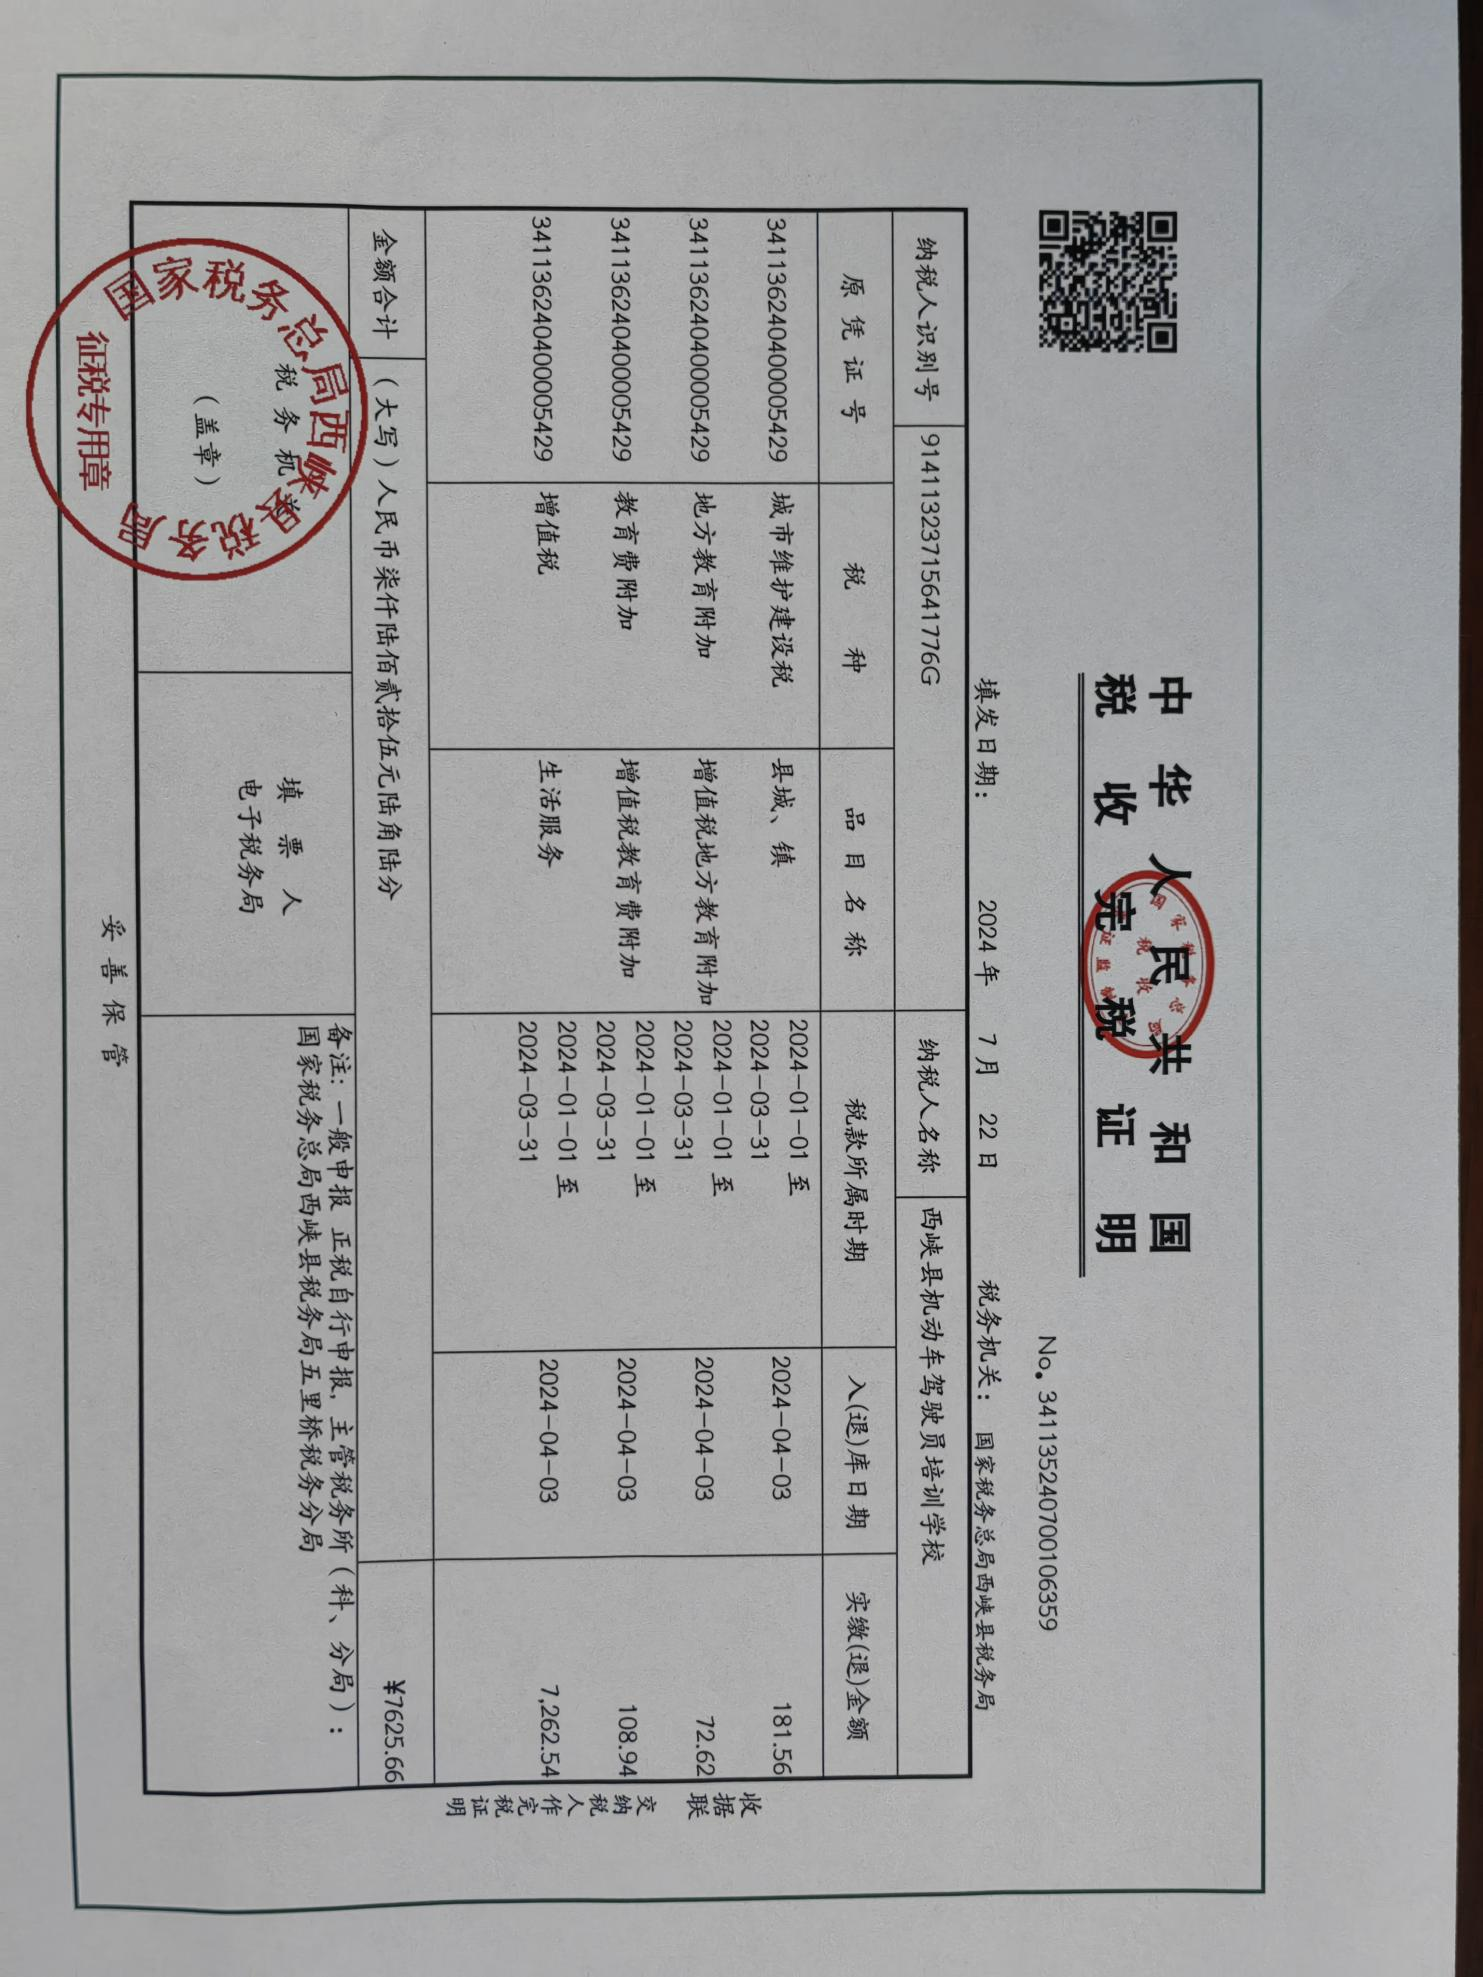 中华人民共和国
税收完税证明
No. 341135240700106359
填发日期： 2024 年 7 月 22 日 税务机关： 国家税务总局西峡县税务局
纳税人识别号 91411323715641776G 纳税人名称 西峡县机动车驾驶员培训学校
原凭证号 税种 品目名称 税款所属时期 入(退)库日期 实缴(退)金额
341136240400005429 城市维护建设税 县城、镇 2024-01-01 至 2024-03-31 2024-04-03 181.56
341136240400005429 地方教育附加 增值税地方教育附加 2024-01-01 至 2024-03-31 2024-04-03 72.62
341136240400005429 教育费附加 增值税教育费附加 2024-01-01 至 2024-03-31 2024-04-03 108.94
341136240400005429 增值税 生活服务 2024-01-01 至 2024-03-31 2024-04-03 7,262.54
金额合计 （大写）人民币柒仟陆佰贰拾伍元陆角陆分 ¥7625.66
税务机关
（盖章）
国家税务总局西峡县税务局
征税专用章
填票人
电子税务局
备注：一般申报 正税自行申报，主管税务所（科、分局）：
国家税务总局西峡县税务局五里桥税务分局
收据联
交纳税人作完税证明
妥善保管